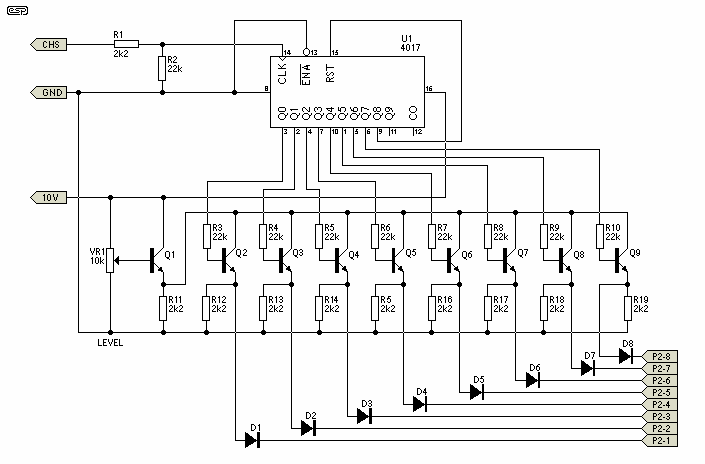 esp
R1
U1
CHS
2k2
14
13
15
4017
R2
22k
CLK
ENA
RST
GND
8
16
Q0 Q1 Q2 Q3 Q4 Q5 Q6 Q7 Q8 Q9 CO
3 2 4 7 10 1 5 6 9 11 12
10V
R3 22k
R4 22k
R5 22k
R6 22k
R7 22k
R8 22k
R9 22k
R10 22k
VR1
10k
Q1 Q2 Q3 Q4 Q5 Q6 Q7 Q8 Q9
R11 2k2
R12 2k2
R13 2k2
R14 2k2
R5 2k2
R16 2k2
R17 2k2
R18 2k2
R19 2k2
LEVEL
D8 P2-8
D7 P2-7
D6 P2-6
D5 P2-5
D4 P2-4
D3 P2-3
D2 P2-2
D1 P2-1